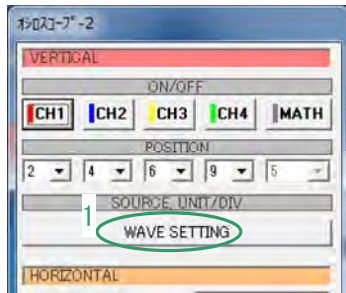 ｵｼﾛｽｺｰﾌﾟ-2
VERTICAL
ON/OFF
CH1 CH2 CH3 CH4 MATH
POSITION
2 4 6 9 5
SOURCE, UNIT/DIV
1
WAVE SETTING
HORIZONTAL